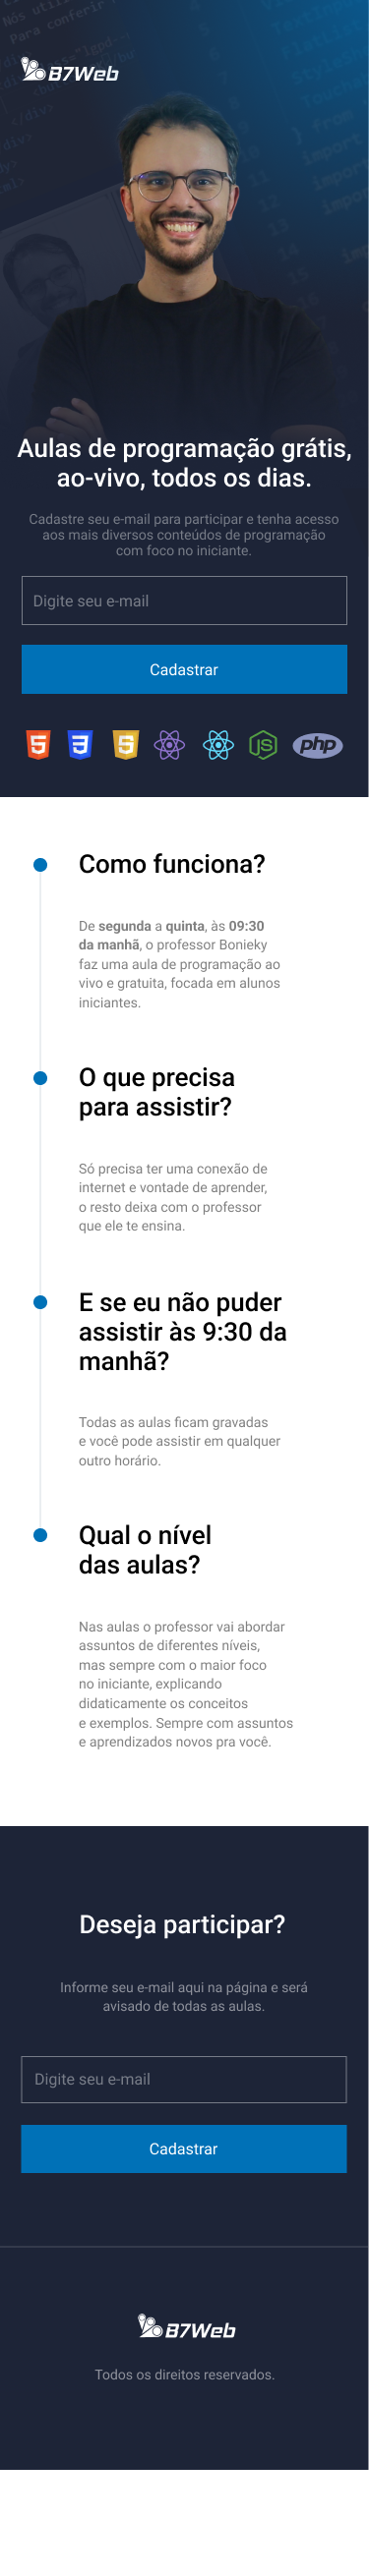 Nós util
Para conferir
B7Web
Aulas de programação grátis,
ao-vivo, todos os dias.
Cadastre seu e-mail para participar e tenha acesso
aos mais diversos conteúdos de programação
com foco no iniciante.
Digite seu e-mail
Cadastrar
5
3
5
JS
php
Como funciona?
De segunda a quinta, às 09:30
da manhã, o professor Bonieky
faz uma aula de programação ao
vivo e gratuita, focada em alunos
iniciantes.
O que precisa
para assistir?
Só precisa ter uma conexão de
internet e vontade de aprender,
o resto deixa com o professor
que ele te ensina.
E se eu não puder
assistir às 9:30 da
manhã?
Todas as aulas ficam gravadas
e você pode assistir em qualquer
outro horário.
Qual o nível
das aulas?
Nas aulas o professor vai abordar
assuntos de diferentes níveis,
mas sempre com o maior foco
no iniciante, explicando
didaticamente os conceitos
e exemplos. Sempre com assuntos
e aprendizados novos pra você.
Deseja participar?
Informe seu e-mail aqui na página e será
avisado de todas as aulas.
Digite seu e-mail
Cadastrar
B7Web
Todos os direitos reservados.